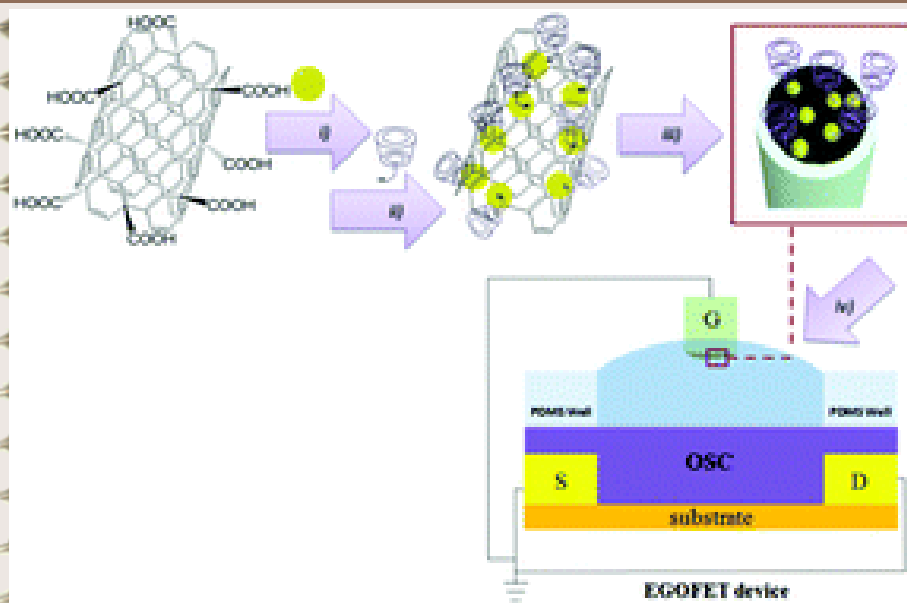 HOOC
HOOC
COOH
HOOC
COOH
HOOC
COOH
COOH
i)
ii)
iii)
iv)
G
PDMS Well PDMS Well
OSC
S D
substrate
EGOFET device